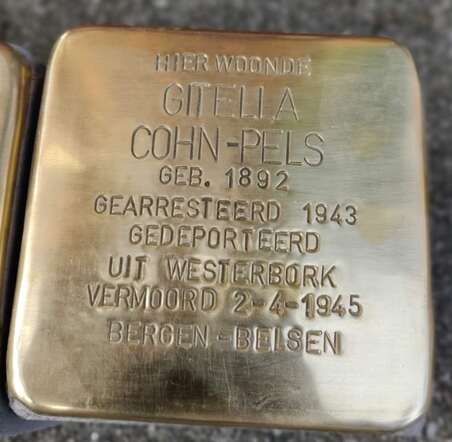 HIER WOONDE
GITELLA
COHN-PELS
GEB. 1892
GEARRESTEERD 1943
GEDEPORTEERD
UIT WESTERBORK
VERMOORD 2-4-1945
BERGEN-BELSEN